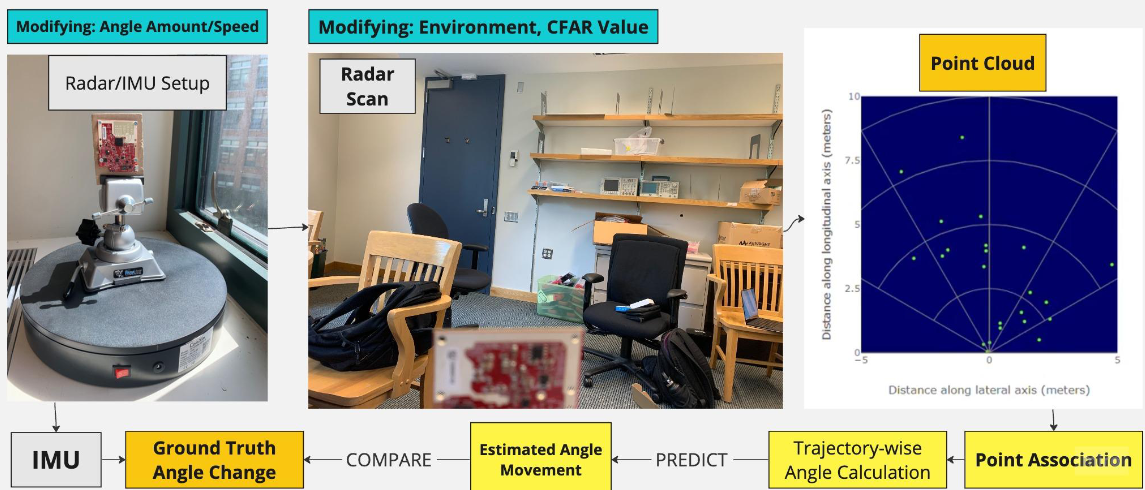 Modifying: Angle Amount/Speed
Modifying: Environment, CFAR Value
Radar/IMU Setup
Radar
Scan
Point Cloud
Distance along longitudinal axis (meters)
10
7.5
5
2.5
0
−5
0
5
Distance along lateral axis (meters)
IMU
Ground Truth
Angle Change
COMPARE
Estimated Angle
Movement
PREDICT
Trajectory-wise
Angle Calculation
Point Association